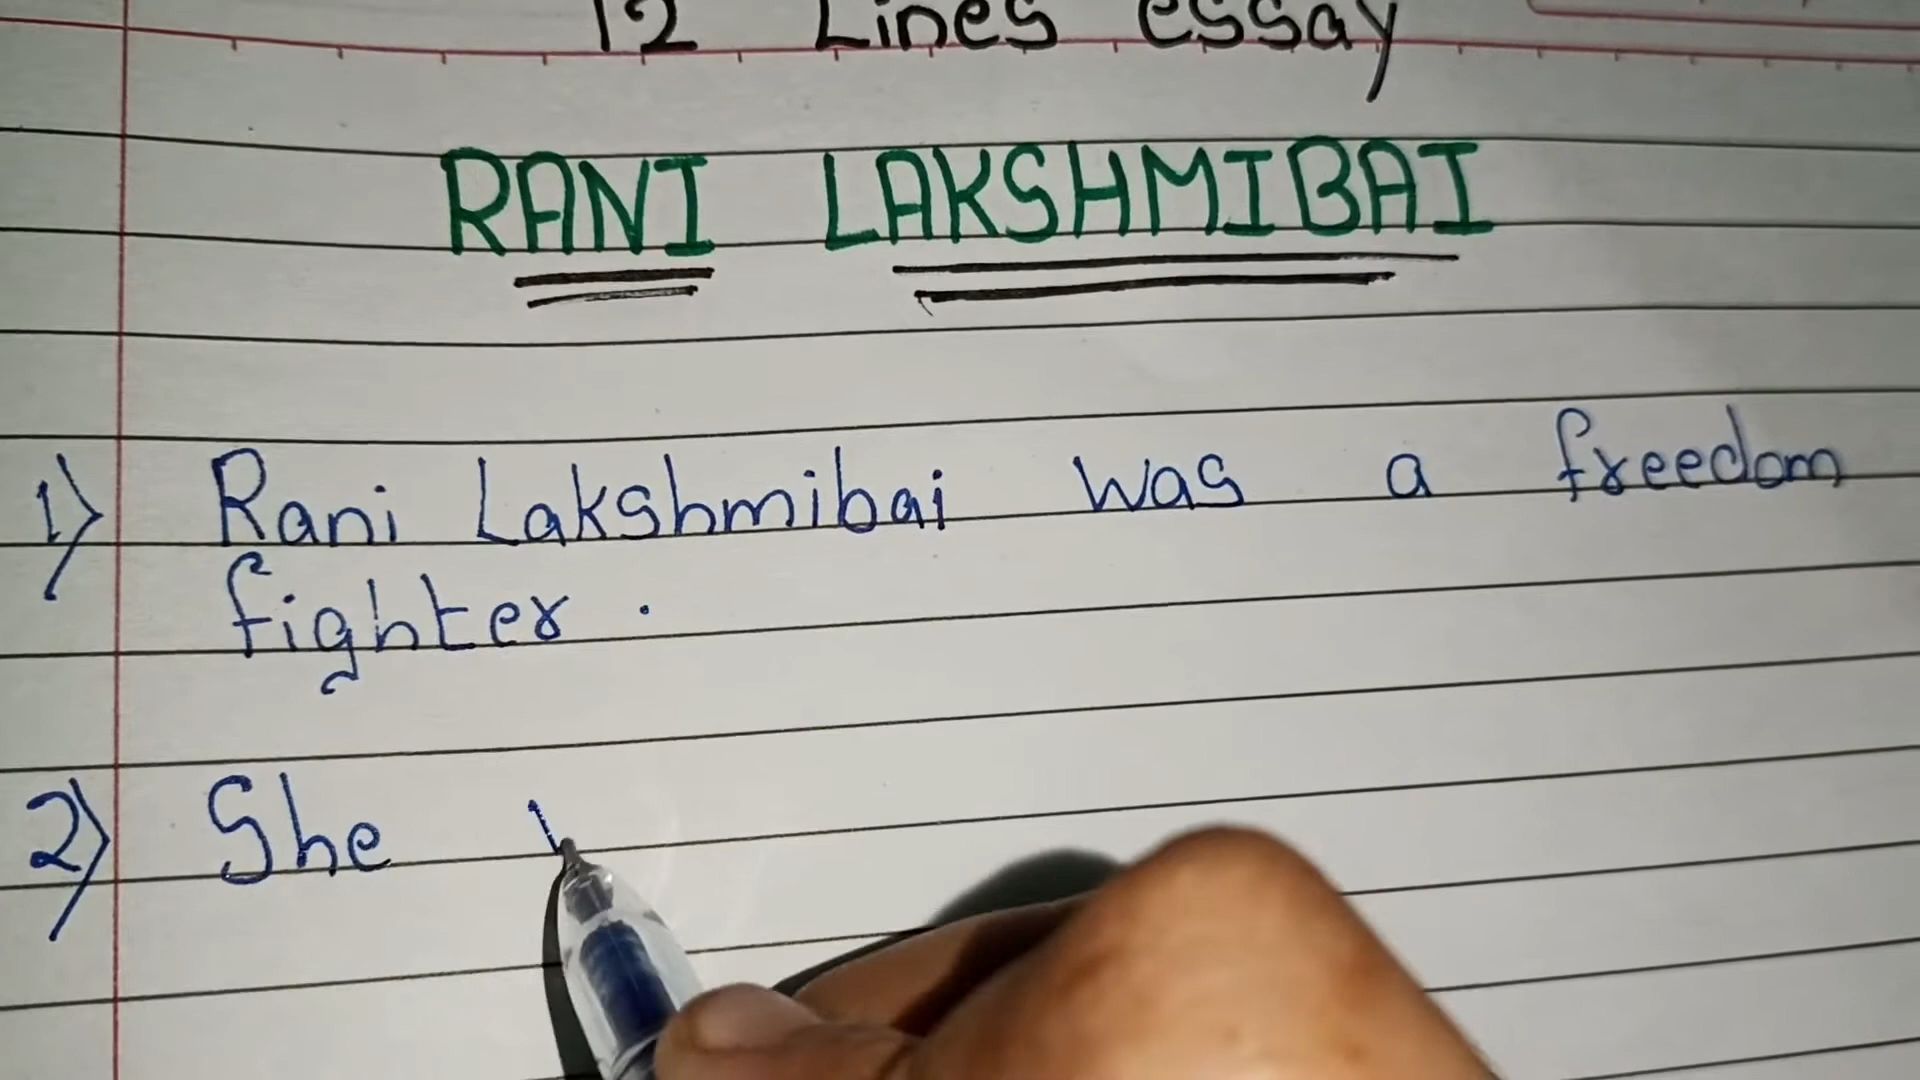 12 Lines essay
RANI LAKSHMIBAI
1) Rani Lakshmibai was a freedom
fighter.
2) She